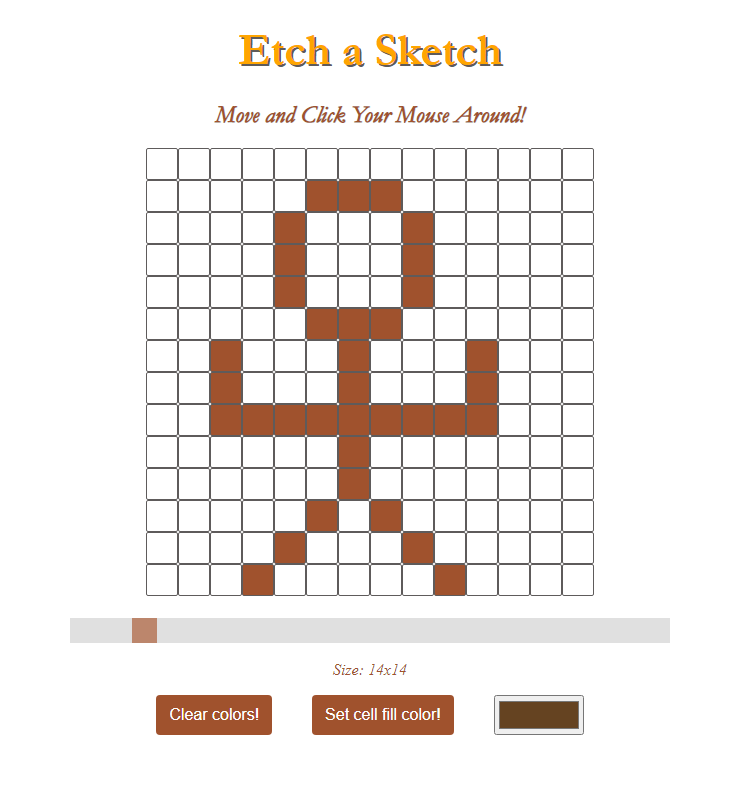 Etch a Sketch
Move and Click Your Mouse Around!
Size: 14x14
Clear colors!
Set cell fill color!